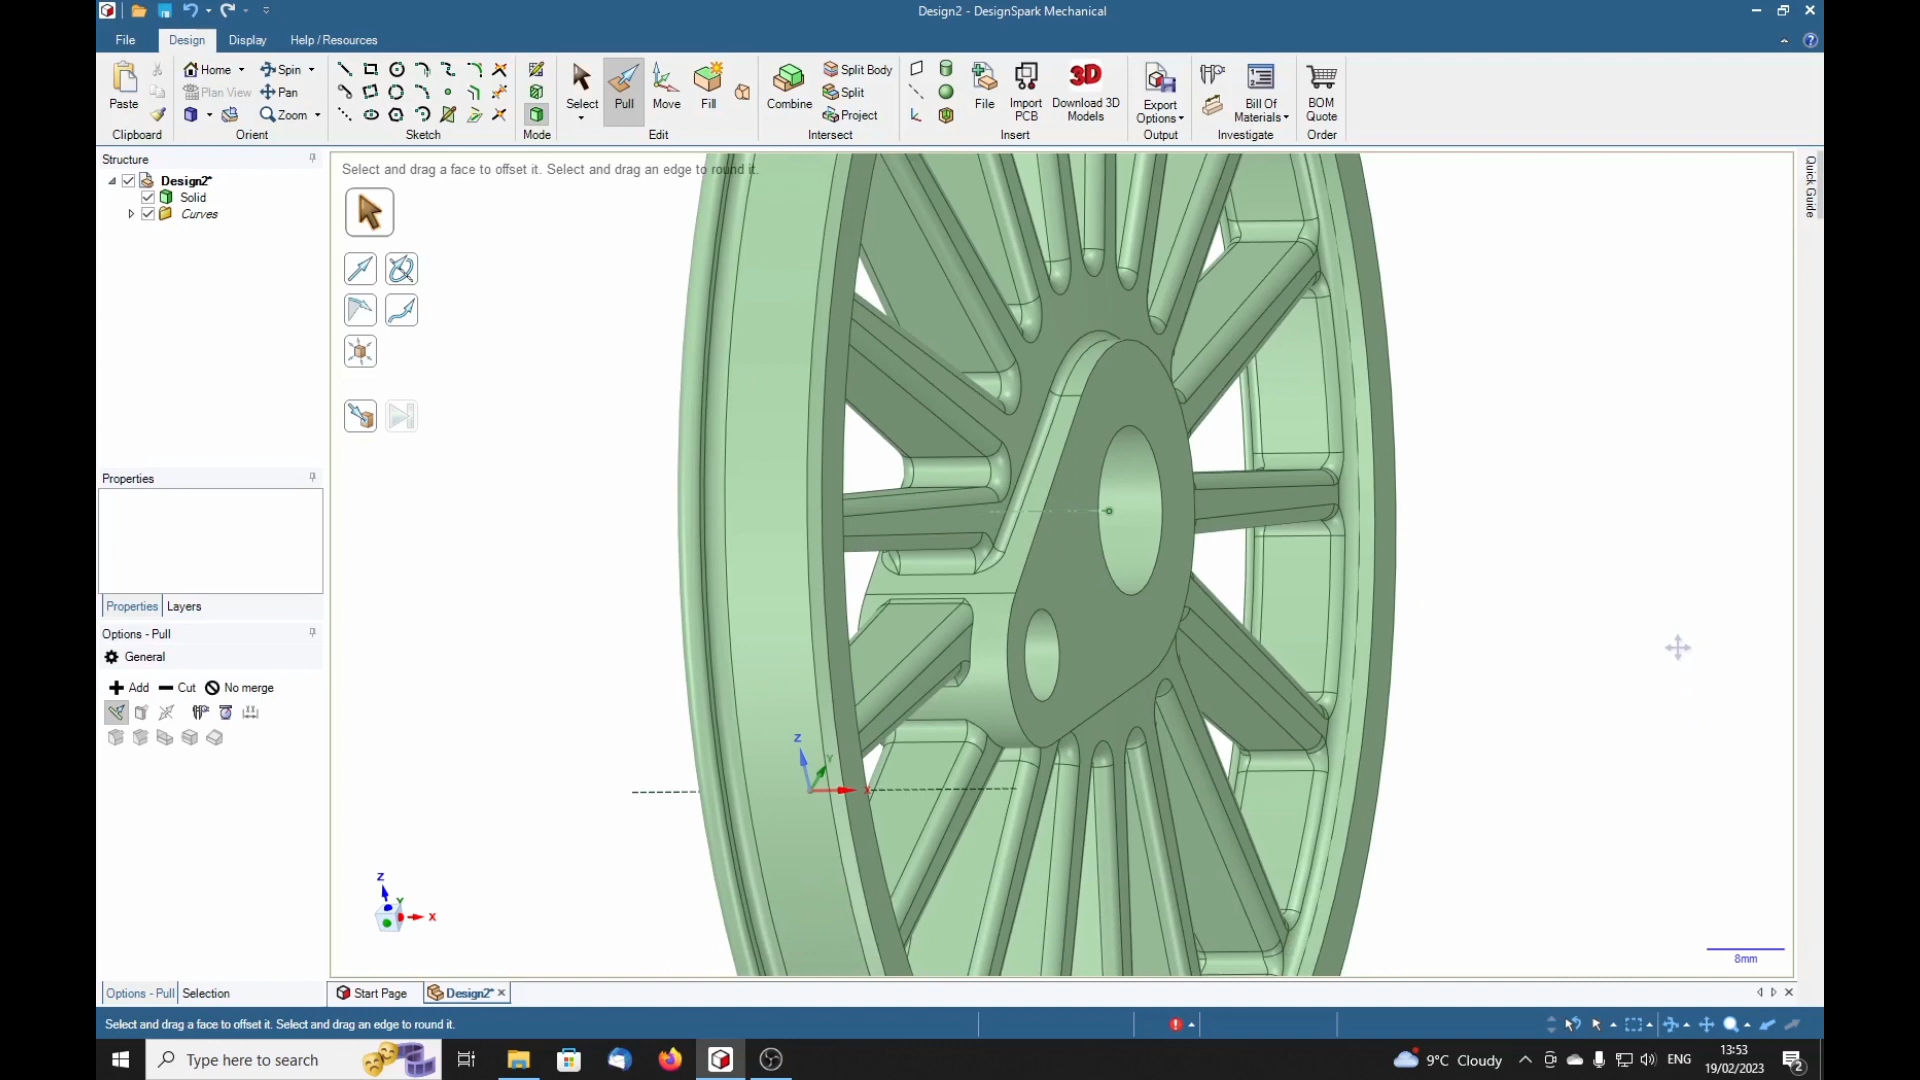 Design2 - DesignSpark Mechanical
File Design Display Help / Resources
Paste
Clipboard
Home
Plan View
Spin
Pan
Zoom
Orient
Sketch
Mode
Select
Pull
Move
Fill
Edit
Combine
Split Body
Split
Project
Intersect
File
Import PCB
Download 3D Models
3D
Insert
Export Options
Output
Bill Of Materials
Investigate
BOM Quote
Order
Structure
Design2*
Solid
Curves
Select and drag a face to offset it. Select and drag an edge to round it.
Quick Guide
Properties
Properties Layers
Options - Pull
General
Add Cut No merge
Z
Y
X
Z
Y
X
8mm
Options - Pull Selection
Start Page Design2*
Select and drag a face to offset it. Select and drag an edge to round it.
Type here to search
9°C Cloudy
ENG
13:53
19/02/2023
2